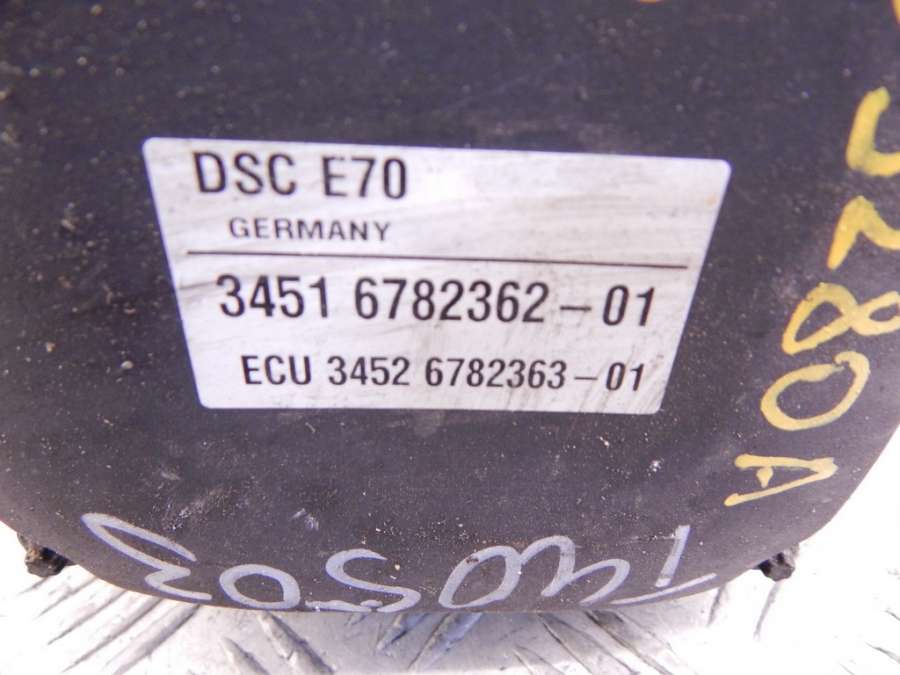 DSC E70
GERMANY
3451 6782362-01
ECU 3452 6782363-01